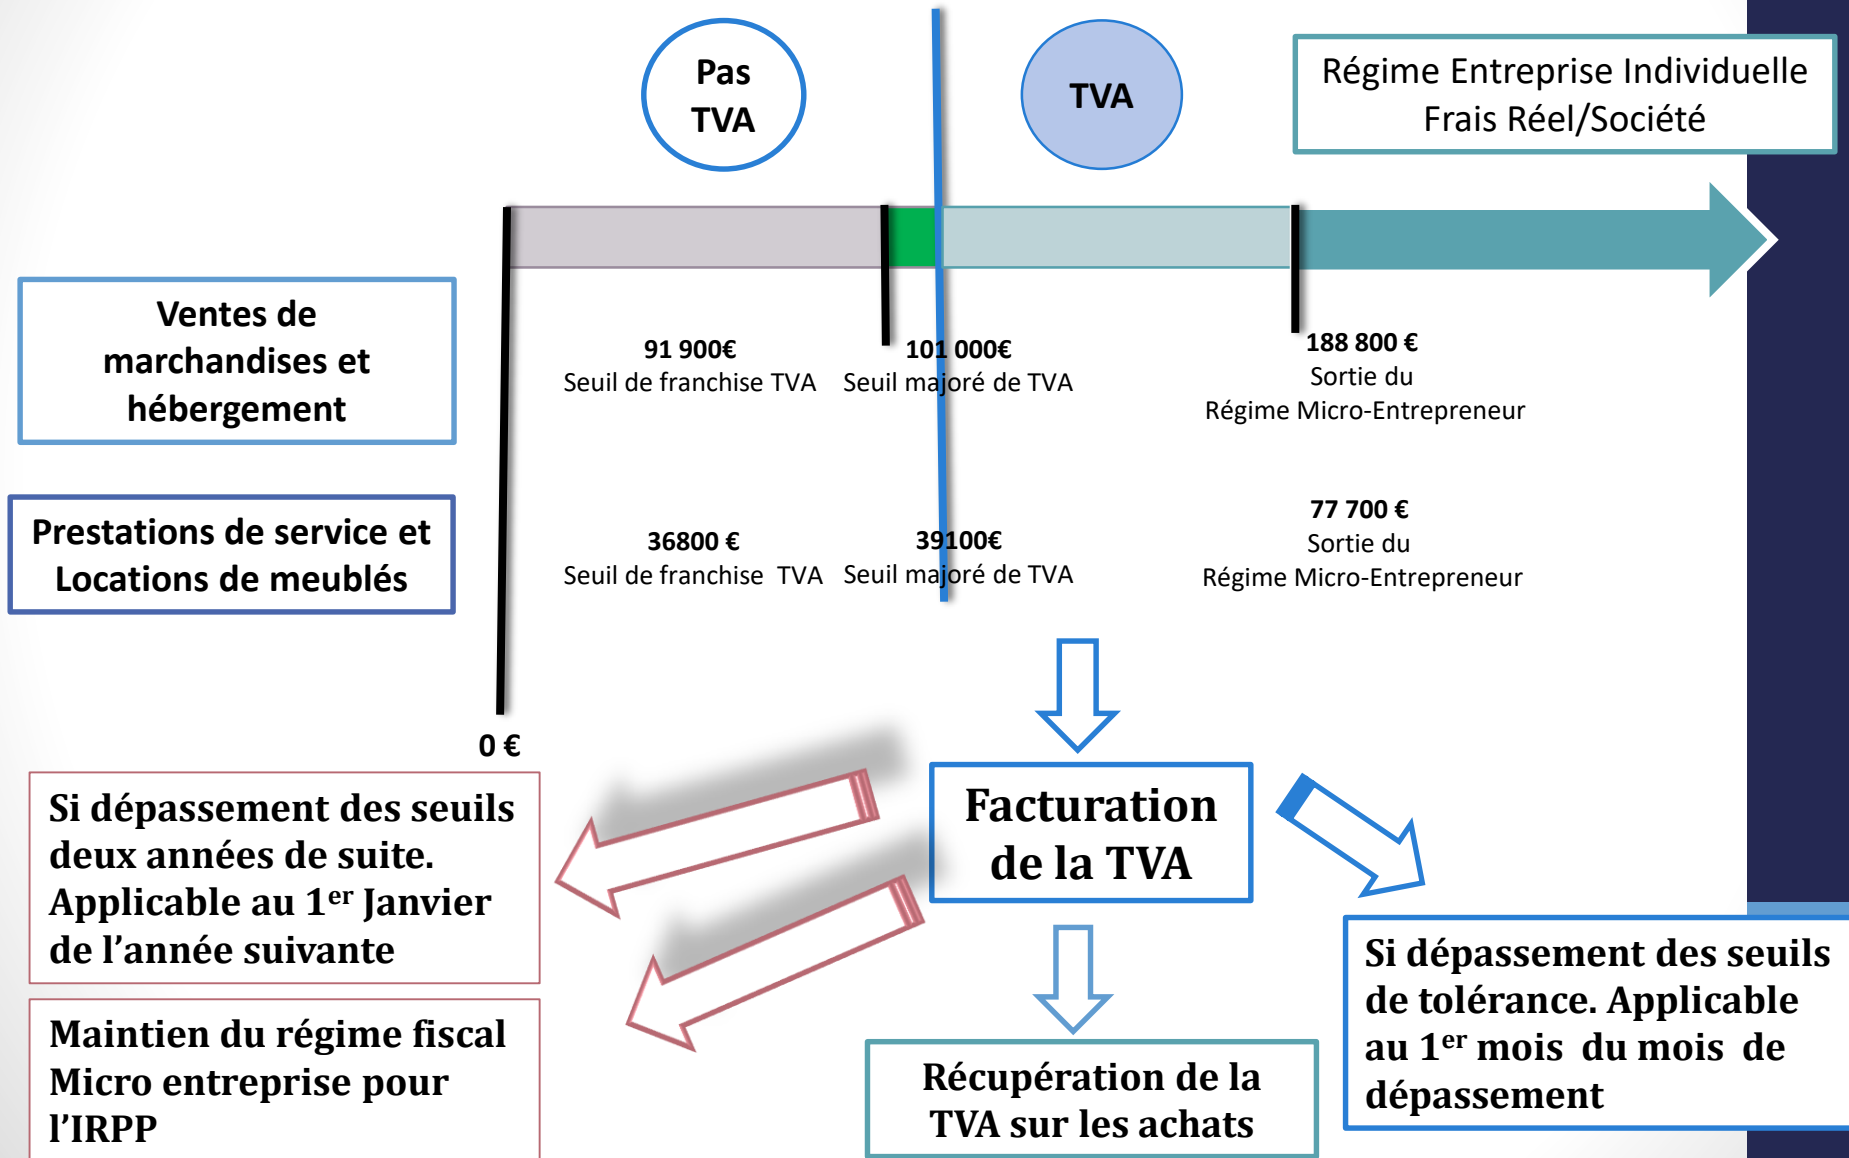 Pas
TVA
TVA
Régime Entreprise Individuelle
Frais Réel/Société
Ventes de
marchandises et
hébergement
91 900€
Seuil de franchise TVA
101 000€
Seuil majoré de TVA
188 800 €
Sortie du
Régime Micro-Entrepreneur
Prestations de service et
Locations de meublés
36800 €
Seuil de franchise  TVA
39100€
Seuil majoré de TVA
77 700 €
Sortie du
Régime Micro-Entrepreneur
0 €
Facturation
de la TVA
Si dépassement des seuils
deux années de suite.
Applicable au 1er Janvier
de l’année suivante
Maintien du régime fiscal
Micro entreprise pour
l’IRPP
Récupération de la
TVA sur les achats
Si dépassement des seuils
de tolérance. Applicable
au 1er mois  du mois  de
dépassement